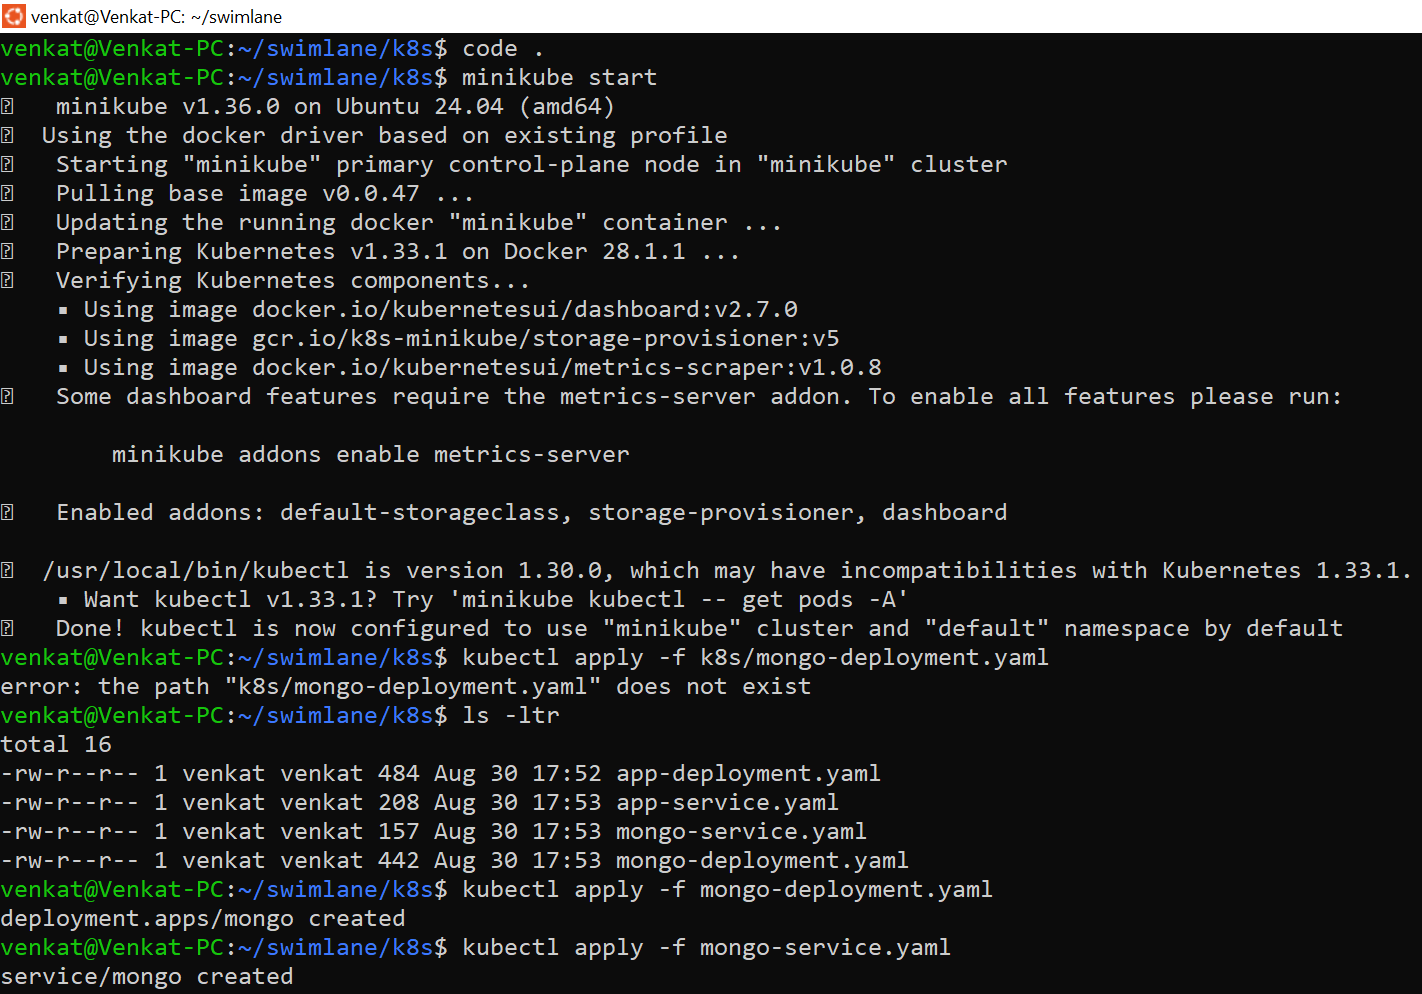 venkat@Venkat-PC: ~/swimlane
venkat@Venkat-PC:~/swimlane/k8s$ code .
venkat@Venkat-PC:~/swimlane/k8s$ minikube start
minikube v1.36.0 on Ubuntu 24.04 (amd64)
Using the docker driver based on existing profile
Starting "minikube" primary control-plane node in "minikube" cluster
Pulling base image v0.0.47 ...
Updating the running docker "minikube" container ...
Preparing Kubernetes v1.33.1 on Docker 28.1.1 ...
Verifying Kubernetes components...
▪ Using image docker.io/kubernetesui/dashboard:v2.7.0
▪ Using image gcr.io/k8s-minikube/storage-provisioner:v5
▪ Using image docker.io/kubernetesui/metrics-scraper:v1.0.8
Some dashboard features require the metrics-server addon. To enable all features please run:
minikube addons enable metrics-server
Enabled addons: default-storageclass, storage-provisioner, dashboard
/usr/local/bin/kubectl is version 1.30.0, which may have incompatibilities with Kubernetes 1.33.1.
▪ Want kubectl v1.33.1? Try 'minikube kubectl -- get pods -A'
Done! kubectl is now configured to use "minikube" cluster and "default" namespace by default
venkat@Venkat-PC:~/swimlane/k8s$ kubectl apply -f k8s/mongo-deployment.yaml
error: the path "k8s/mongo-deployment.yaml" does not exist
venkat@Venkat-PC:~/swimlane/k8s$ ls -ltr
total 16
-rw-r--r-- 1 venkat venkat 484 Aug 30 17:52 app-deployment.yaml
-rw-r--r-- 1 venkat venkat 208 Aug 30 17:53 app-service.yaml
-rw-r--r-- 1 venkat venkat 157 Aug 30 17:53 mongo-service.yaml
-rw-r--r-- 1 venkat venkat 442 Aug 30 17:53 mongo-deployment.yaml
venkat@Venkat-PC:~/swimlane/k8s$ kubectl apply -f mongo-deployment.yaml
deployment.apps/mongo created
venkat@Venkat-PC:~/swimlane/k8s$ kubectl apply -f mongo-service.yaml
service/mongo created